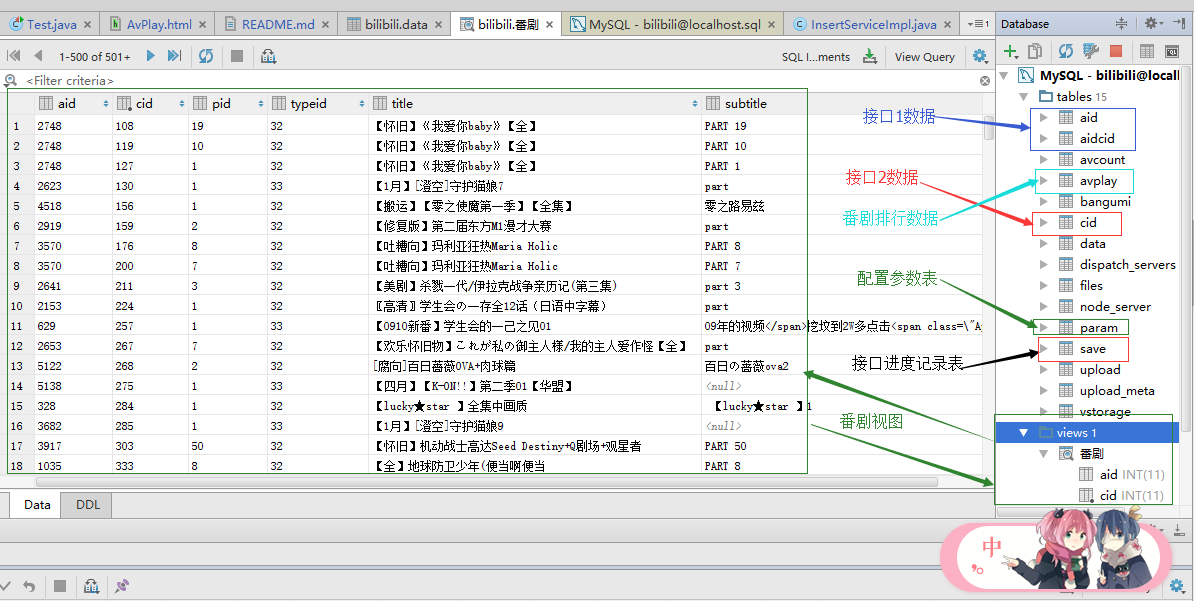 Test.java × AvPlay.html × README.md × bilibili.data × bilibili.番剧 × MySQL - bilibili@localhost.sql × InsertServiceImpl.java × 1 Database
1-500 of 501+ SQL I...ments View Query
<Filter criteria>
aid cid pid typeid title subtitle
1 2748 108 19 32 【怀旧】《我爱你baby》【全】 PART 19
2 2748 119 10 32 【怀旧】《我爱你baby》【全】 PART 10
3 2748 127 1 32 【怀旧】《我爱你baby》【全】 PART 1
4 2623 130 1 33 【1月】[澄空]守护猫娘7 part
5 4518 156 1 32 【搬运】【零之使魔第一季】【全集】 零之路易兹
6 2919 159 2 32 【修复版】第二届东方M1漫才大赛 part
7 3570 176 8 32 【吐糟向】玛利亚狂热Maria Holic PART 8
8 3570 200 7 32 【吐糟向】玛利亚狂热Maria Holic PART 7
9 2641 211 3 32 【美剧】杀戮一代/伊拉克战争亲历记(第三集) part 3
10 2153 224 1 32 〖高清〗学生会の一存全12话（日语中字幕） part
11 629 257 1 33 【0910新番】学生会的一己之见01 09年的视频</span>挖坟到2W多点击<span class=\"A
12 2653 267 7 32 【欢乐怀旧物】これが私の御主人様/我的主人爱作怪【全】 part
13 5122 268 2 32 [腐向]百日蔷薇OVA+肉球篇 百日の蔷薇ova2
14 5138 275 1 33 【四月】【K-ON!!】第二季01【华盟】 <null>
15 328 284 1 32 【lucky★star 】全集中画质 【lucky★star 】1
16 3682 285 1 33 【1月】[澄空]守护猫娘9 <null>
17 3917 303 50 32 【怀旧】机动战士高达Seed Destiny+Q剧场+观星者 PART 50
18 1035 333 8 32 【全】地球防卫少年(便当啊便当 PART 8
Data DDL
接口1数据
接口2数据
番剧排行数据
配置参数表
接口进度记录表
番剧视图
MySQL - bilibili@local
tables 15
aid
aidcid
avcount
avplay
bangumi
cid
data
dispatch_servers
files
node_server
param
save
upload
upload_meta
vstorage
views 1
番剧
aid INT(11)
cid INT(11)
中